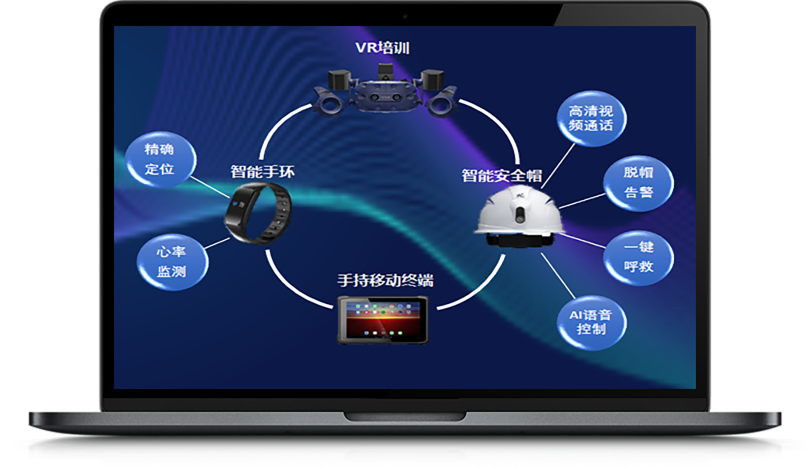 VR培训
高清视
频通话
精确
定位
智能手环
智能安全帽
脱帽
告警
心率
监测
一键
呼救
手持移动终端
AI语音
控制